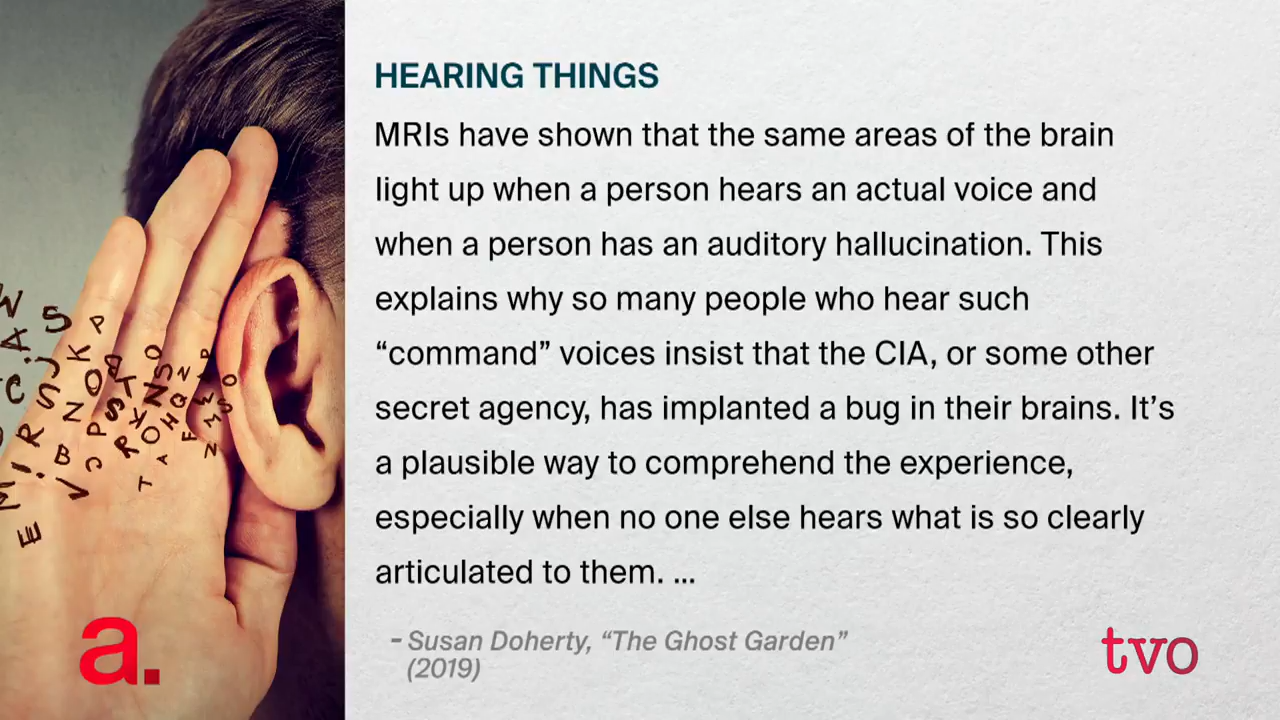 HEARING THINGS
MRIs have shown that the same areas of the brain
light up when a person hears an actual voice and
when a person has an auditory hallucination. This
explains why so many people who hear such
“command” voices insist that the CIA, or some other
secret agency, has implanted a bug in their brains. It’s
a plausible way to comprehend the experience,
especially when no one else hears what is so clearly
articulated to them. ...
- Susan Doherty, “The Ghost Garden”
(2019)
a.
tvo